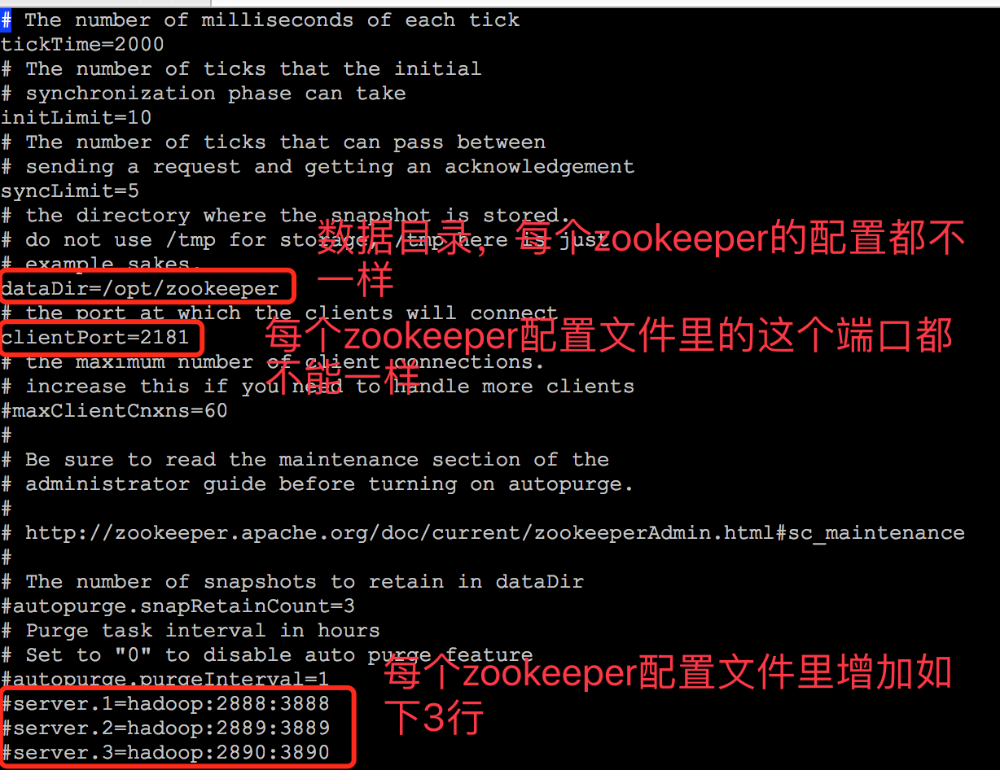 # The number of milliseconds of each tick
tickTime=2000
# The number of ticks that the initial
# synchronization phase can take
initLimit=10
# The number of ticks that can pass between
# sending a request and getting an acknowledgement
syncLimit=5
# the directory where the snapshot is stored.
# do not use /tmp for storage, /tmp here is just
# example sakes.
数据目录，每个zookeeper的配置都不
一样
dataDir=/opt/zookeeper
# the port at which the clients will connect
clientPort=2181
每个zookeeper配置文件里的这个端口都
不能一样
# the maximum number of client connections.
# increase this if you need to handle more clients
#maxClientCnxns=60
#
# Be sure to read the maintenance section of the
# administrator guide before turning on autopurge.
#
# http://zookeeper.apache.org/doc/current/zookeeperAdmin.html#sc_maintenance
#
# The number of snapshots to retain in dataDir
#autopurge.snapRetainCount=3
# Purge task interval in hours
# Set to "0" to disable auto purge feature
#autopurge.purgeInterval=1
每个zookeeper配置文件里增加如
下3行
#server.1=hadoop:2888:3888
#server.2=hadoop:2889:3889
#server.3=hadoop:2890:3890